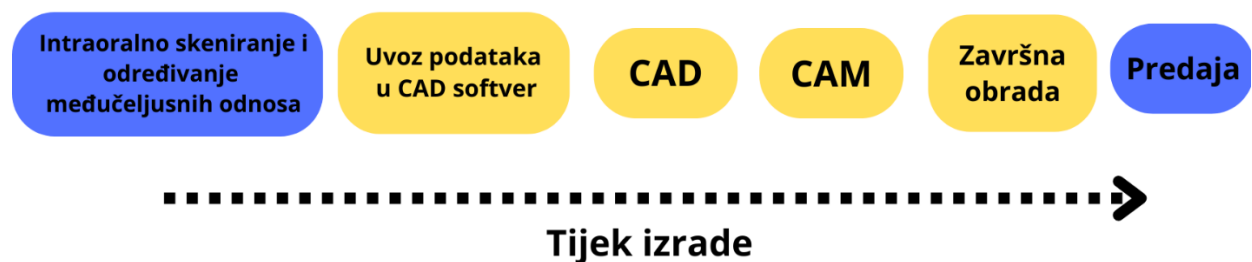 Intraoralno skeniranje i
određivanje
međučeljusnih odnosa
Uvoz podataka
u CAD softver
CAD
CAM
Završna
obrada
Predaja
Tijek izrade